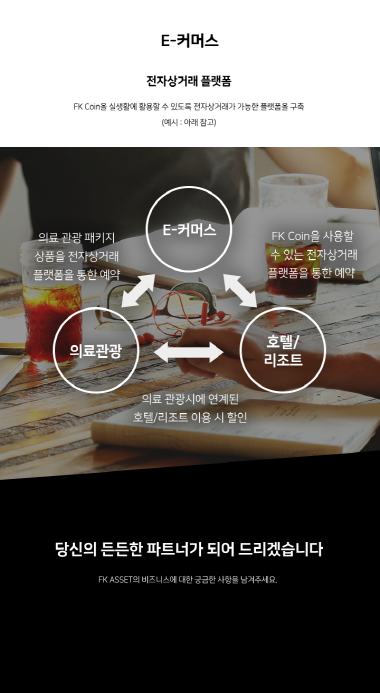 E-커머스
전자상거래 플랫폼
FK Coin을 실생활에 활용할 수 있도록 전자상거래가 가능한 플랫폼을 구축
(예시 : 아래 참고)
E-커머스
의료 관광 패키지
상품을 전자상거래
플랫폼을 통한 예약
FK Coin을 사용할
수 있는 전자상거래
플랫폼을 통한 예약
의료관광
호텔/
리조트
의료 관광시에 연계된
호텔/리조트 이용 시 할인
당신의 든든한 파트너가 되어 드리겠습니다
FK ASSET의 비즈니스에 대한 궁금한 사항을 남겨주세요.